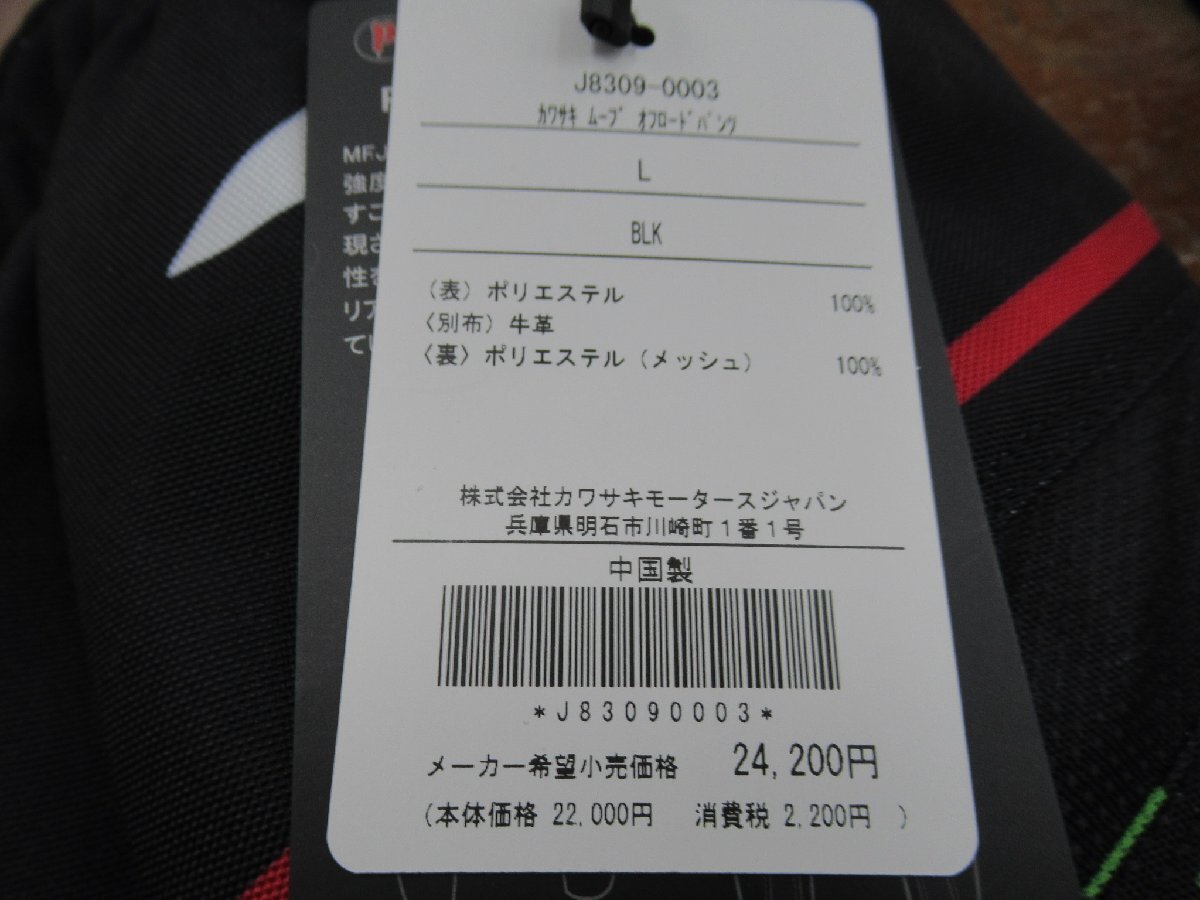 J8309-0003
ｶﾜｻｷ ﾑｰﾌﾞ ｵﾌﾛｰﾄﾞﾊﾟﾝﾂ
L
BLK
（表）ポリエステル 100%
〈別布）牛革
〈裏〉ポリエステル（メッシュ） 100%
株式会社カワサキモータースジャパン
兵庫県明石市川崎町１番１号
中国製
*J83090003*
メーカー希望小売価格 24,200円
（本体価格 22,000円 消費税 2,200円 ）
MFJ
強度
すこ
現さ
リア